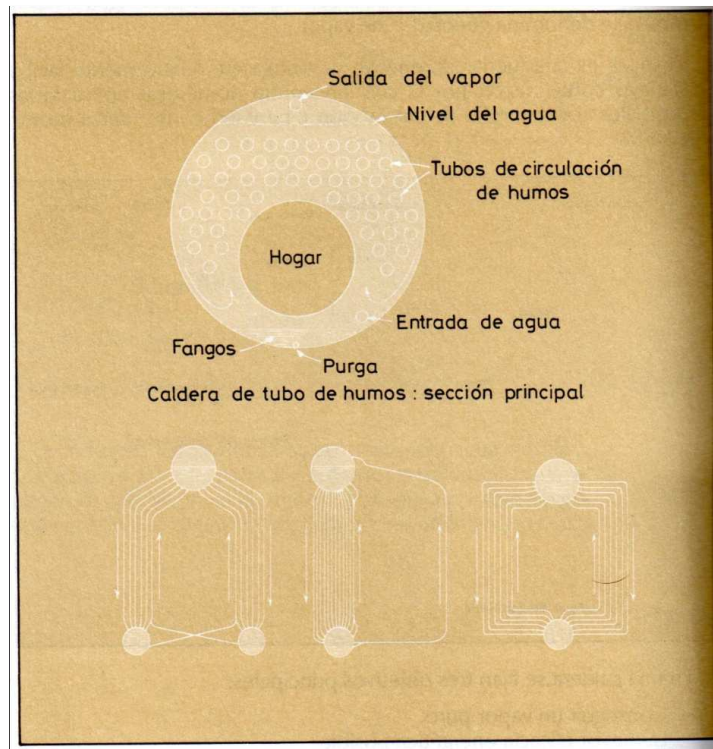 Salida del vapor
Nivel del agua
Tubos de circulación
de humos
Hogar
Entrada de agua
Fangos
Purga
Caldera de tubo de humos : sección principal